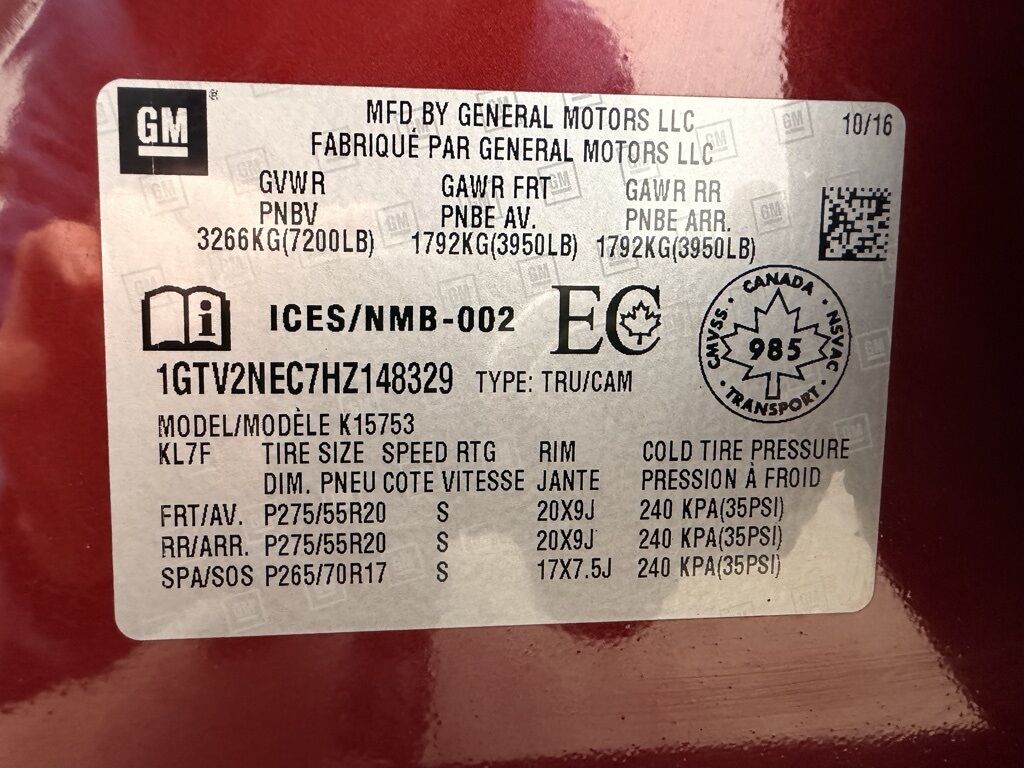 GM
MFD BY GENERAL MOTORS LLC 10/16
FABRIQUÉ PAR GENERAL MOTORS LLC
GVWR GAWR FRT GAWR RR
PNBV PNBE AV. PNBE ARR.
3266KG(7200LB) 1792KG(3950LB) 1792KG(3950LB)
ICES/NMB-002 EC
CANADA
CMVSS NSVAC
985
TRANSPORT
1GTV2NEC7HZ148329 TYPE: TRU/CAM
MODEL/MODÈLE K15753
KL7F TIRE SIZE SPEED RTG RIM COLD TIRE PRESSURE
DIM. PNEU COTE VITESSE JANTE PRESSION À FROID
FRT/AV. P275/55R20 S 20X9J 240 KPA(35PSI)
RR/ARR. P275/55R20 S 20X9J 240 KPA(35PSI)
SPA/SOS P265/70R17 S 17X7.5J 240 KPA(35PSI)